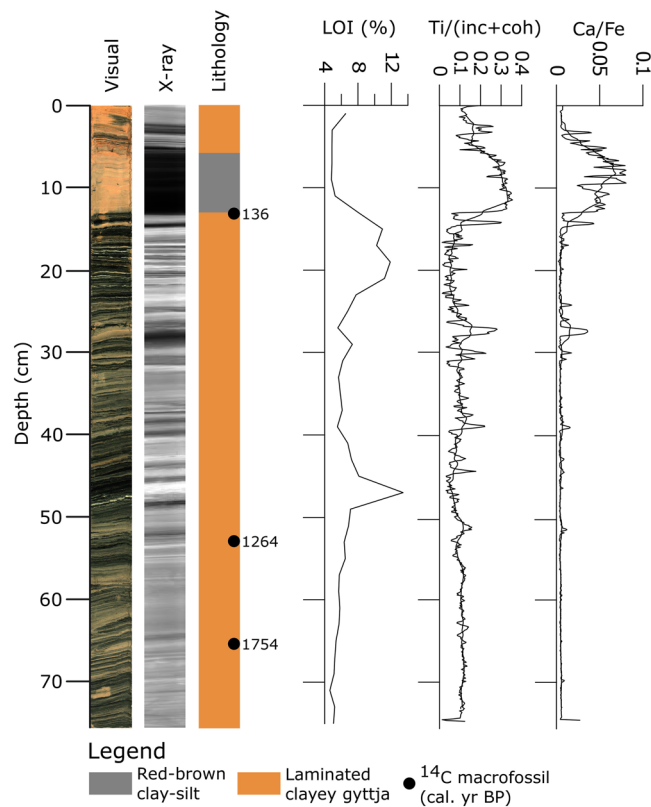 Visual
X-ray
Lithology
LOI (%)
4
8
12
Ti/(inc+coh)
0
0.1
0.2
0.3
0.4
Ca/Fe
0
0.05
0.1
Depth (cm)
0
10
20
30
40
50
60
70
136
1264
1754
Legend
Red-brown
clay-silt
Laminated
clayey gyttja
14C macrofossil
(cal. yr BP)